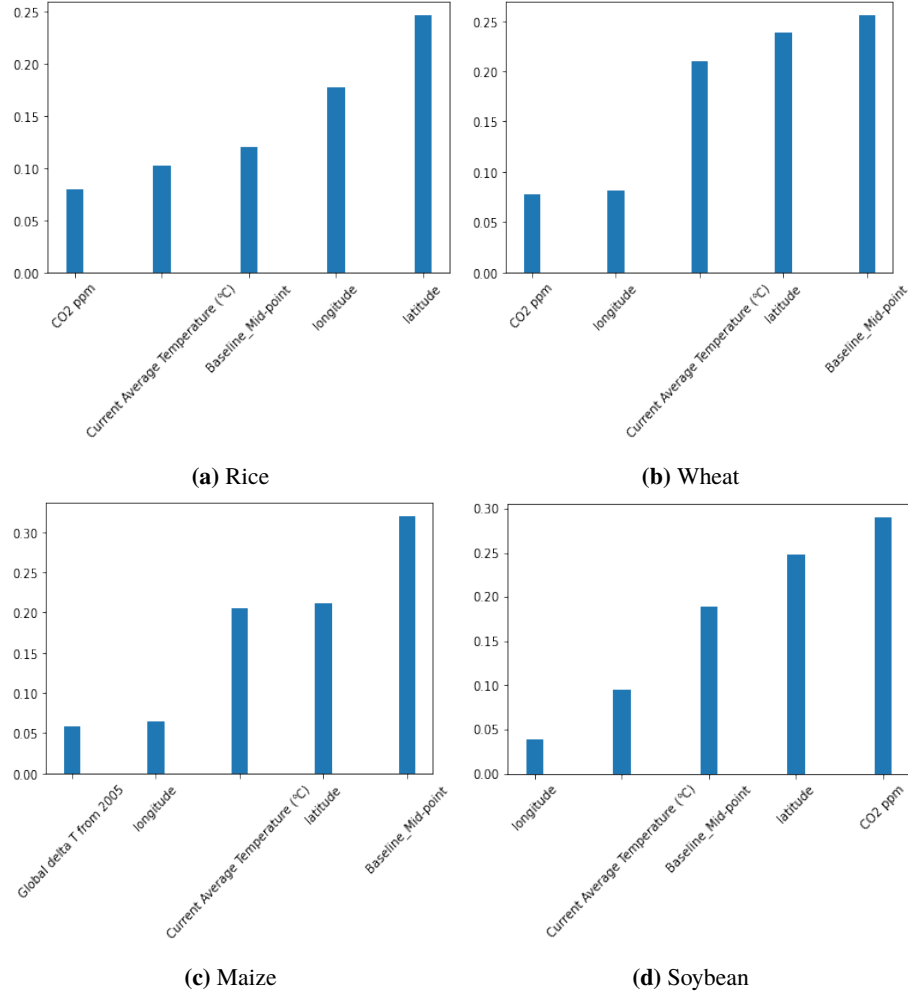 0.25
0.20
0.15
0.10
0.05
0.00
CO2 ppm
Current Average Temperature (°C)
Baseline_Mid-point
longitude
latitude
(a) Rice
0.25
0.20
0.15
0.10
0.05
0.00
CO2 ppm
longitude
Current Average Temperature (°C)
latitude
Baseline_Mid-point
(b) Wheat
0.30
0.25
0.20
0.15
0.10
0.05
0.00
Global delta T from 2005
longitude
Current Average Temperature (°C)
latitude
Baseline_Mid-point
(c) Maize
0.30
0.25
0.20
0.15
0.10
0.05
0.00
longitude
Current Average Temperature (°C)
Baseline_Mid-point
latitude
CO2 ppm
(d) Soybean